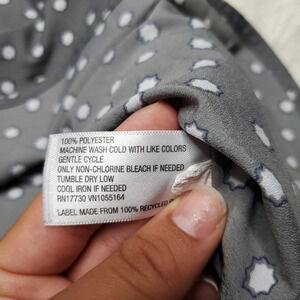 100% POLYESTER
MACHINE WASH COLD WITH LIKE COLORS
GENTLE CYCLE
ONLY NON-CHLORINE BLEACH IF NEEDED
TUMBLE DRY LOW
COOL IRON IF NEEDED
RN17730 VN1055164
LABEL MADE FROM 100% RECYCLED